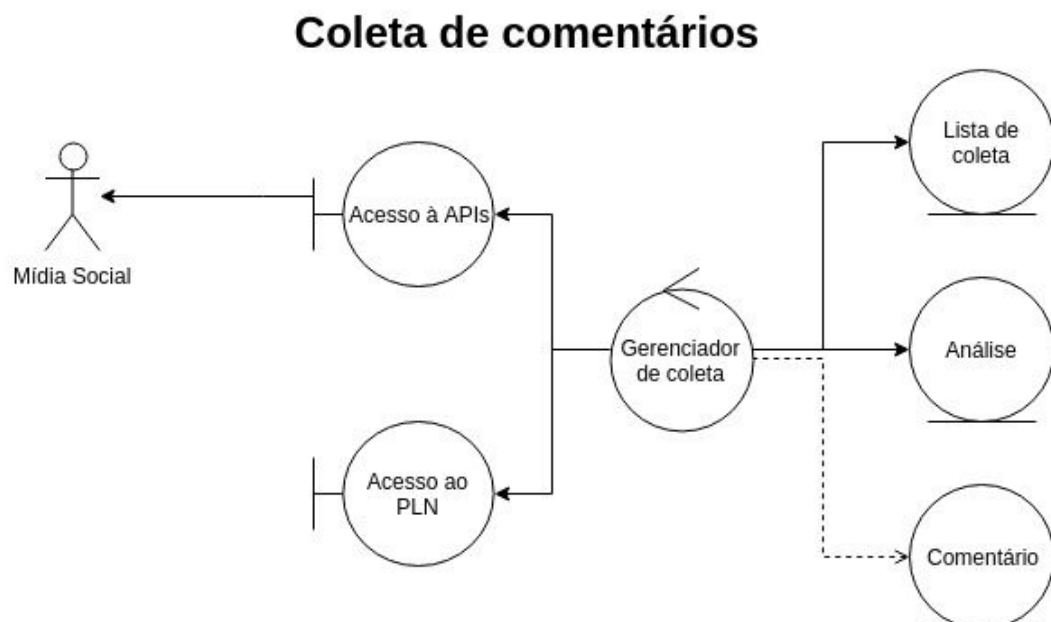 Coleta de comentários
Lista de
coleta
Acesso à APIs
Mídia Social
Gerenciador
de coleta
Análise
Acesso ao
PLN
Comentário